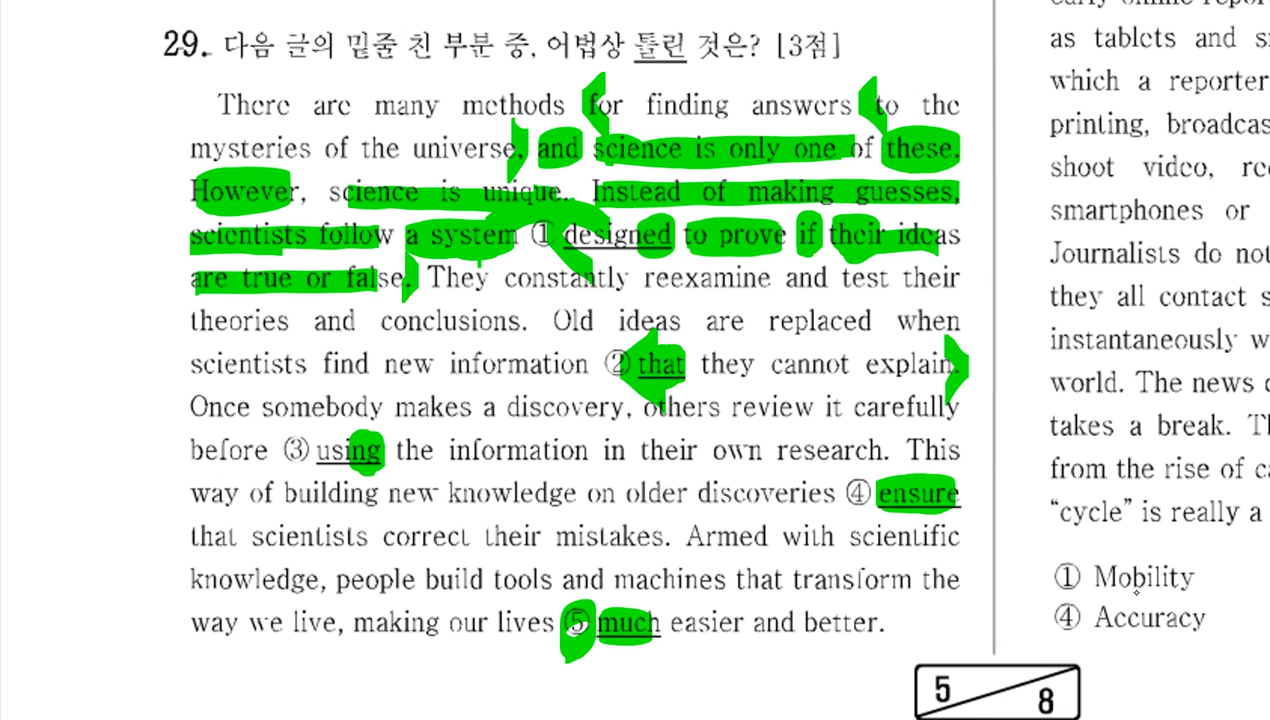 29. 다음 글의 밑줄 친 부분 중, 어법상 틀린 것은? [3점]
There are many methods for finding answers to the
mysteries of the universe, and science is only one of these.
However, science is unique. Instead of making guesses,
scientists follow a system ① designed to prove if their ideas
are true or false. They constantly reexamine and test their
theories and conclusions. Old ideas are replaced when
scientists find new information ② that they cannot explain.
Once somebody makes a discovery, others review it carefully
before ③ using the information in their own research. This
way of building new knowledge on older discoveries ④ ensure
that scientists correct their mistakes. Armed with scientific
knowledge, people build tools and machines that transform the
way we live, making our lives ⑤ much easier and better.
5 8
as tablets and
which a reporter
printing, broadcas
shoot video,
smartphones or
Journalists do not
they all contact
instantaneously
world. The news
takes a break.
from the rise of
“cycle” is really a
① Mobility
④ Accuracy